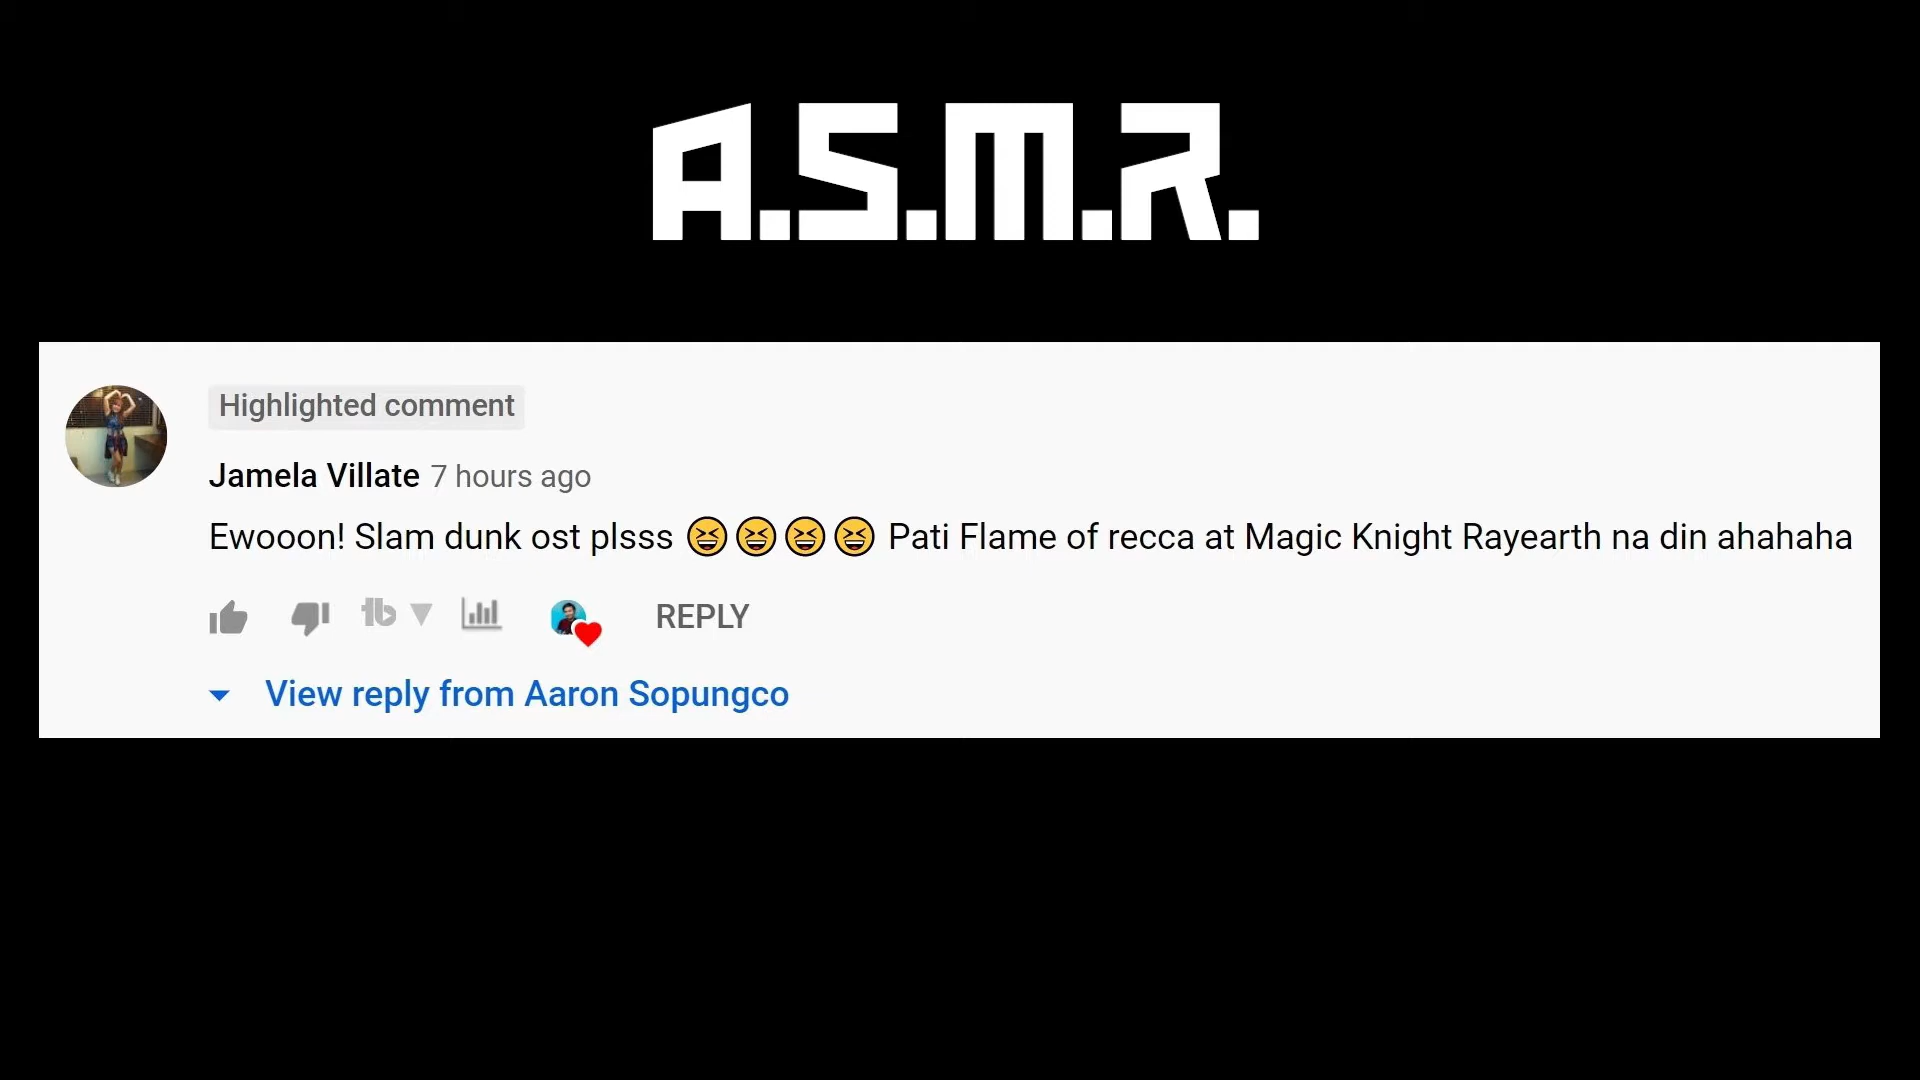 A.S.M.R.
Highlighted comment
Jamela Villate 7 hours ago
Ewooon! Slam dunk ost plsss 😆😆😆😆 Pati Flame of recca at Magic Knight Rayearth na din ahahaha
tb
REPLY
View reply from Aaron Sopungco